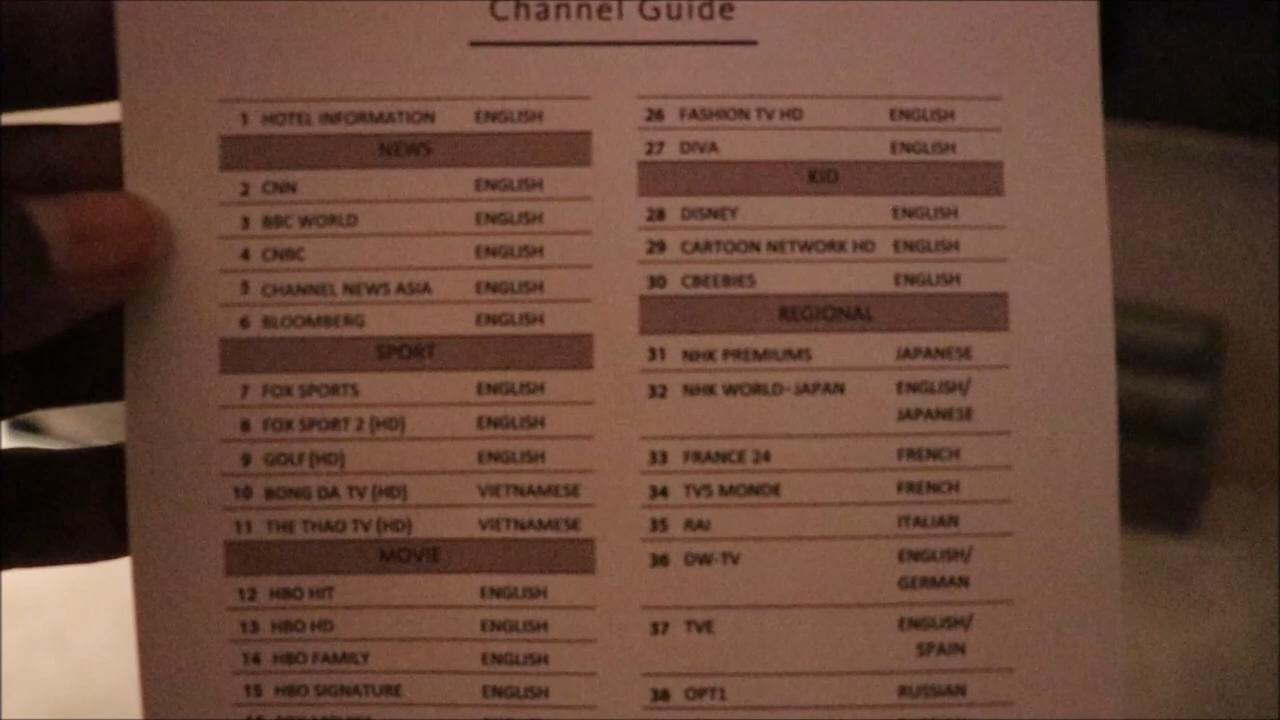 Channel Guide
1 HOTEL INFORMATION ENGLISH
NEWS
2 CNN ENGLISH
3 BBC WORLD ENGLISH
4 CNBC ENGLISH
5 CHANNEL NEWS ASIA ENGLISH
6 BLOOMBERG ENGLISH
SPORT
7 FOX SPORTS ENGLISH
8 FOX SPORT 2 (HD) ENGLISH
9 GOLF (HD) ENGLISH
10 BONG DA TV (HD) VIETNAMESE
11 THE THAO TV (HD) VIETNAMESE
MOVIE
12 HBO HIT ENGLISH
13 HBO HD ENGLISH
14 HBO FAMILY ENGLISH
15 HBO SIGNATURE ENGLISH
26 FASHION TV HD ENGLISH
27 DIVA ENGLISH
KID
28 DISNEY ENGLISH
29 CARTOON NETWORK HD ENGLISH
30 CBEEBIES ENGLISH
REGIONAL
31 NHK PREMIUMS JAPANESE
32 NHK WORLD-JAPAN ENGLISH/
JAPANESE
33 FRANCE 24 FRENCH
34 TV5 MONDE FRENCH
35 RAI ITALIAN
36 DW-TV ENGLISH/
GERMAN
37 TVE ENGLISH/
SPAIN
38 OPT1 RUSSIAN